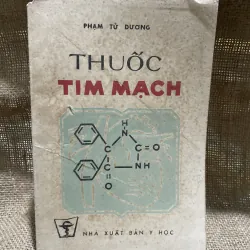 PHẠM TỬ DƯƠNG
THUỐC
TIM MẠCH
H
N
O
NH
O
NHÀ XUẤT BẢN Y HỌC